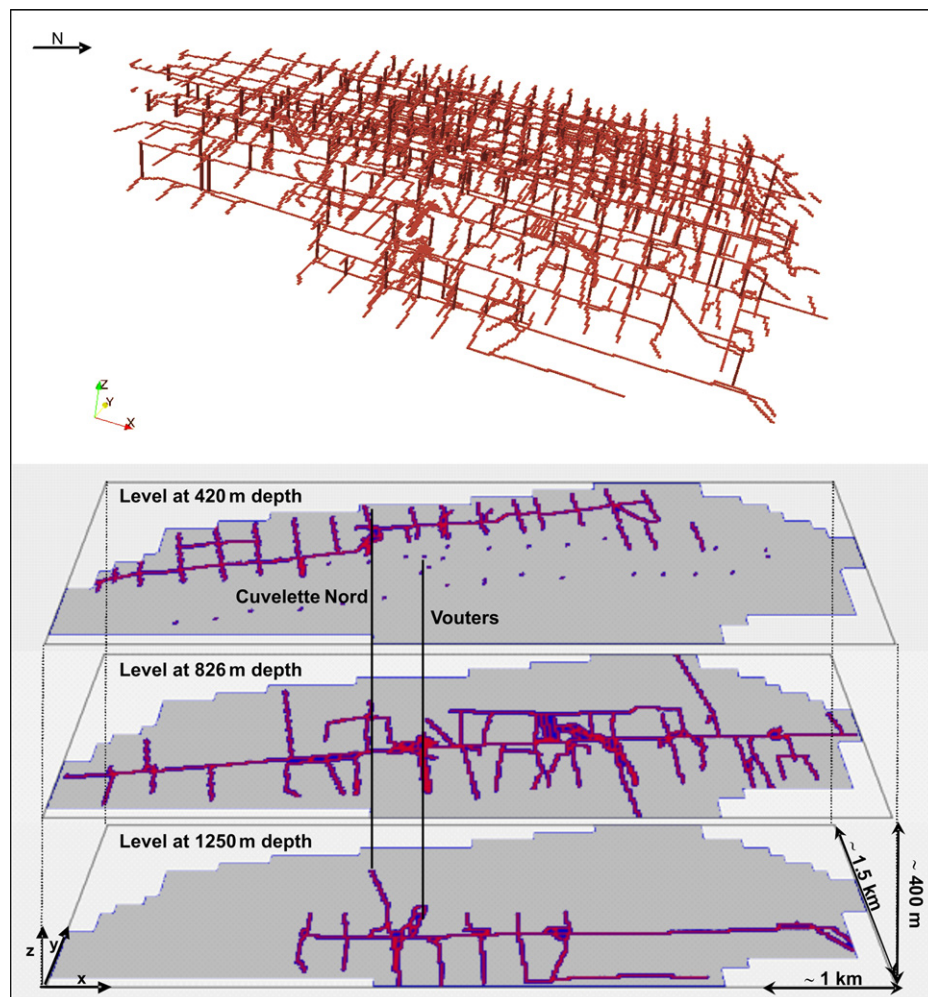 N
Z
Y
X
Level at 420 m depth
Cuvelette Nord
Vouters
Level at 826 m depth
Level at 1250 m depth
~ 1.5 km
~ 400 m
z
y
x
~ 1 km